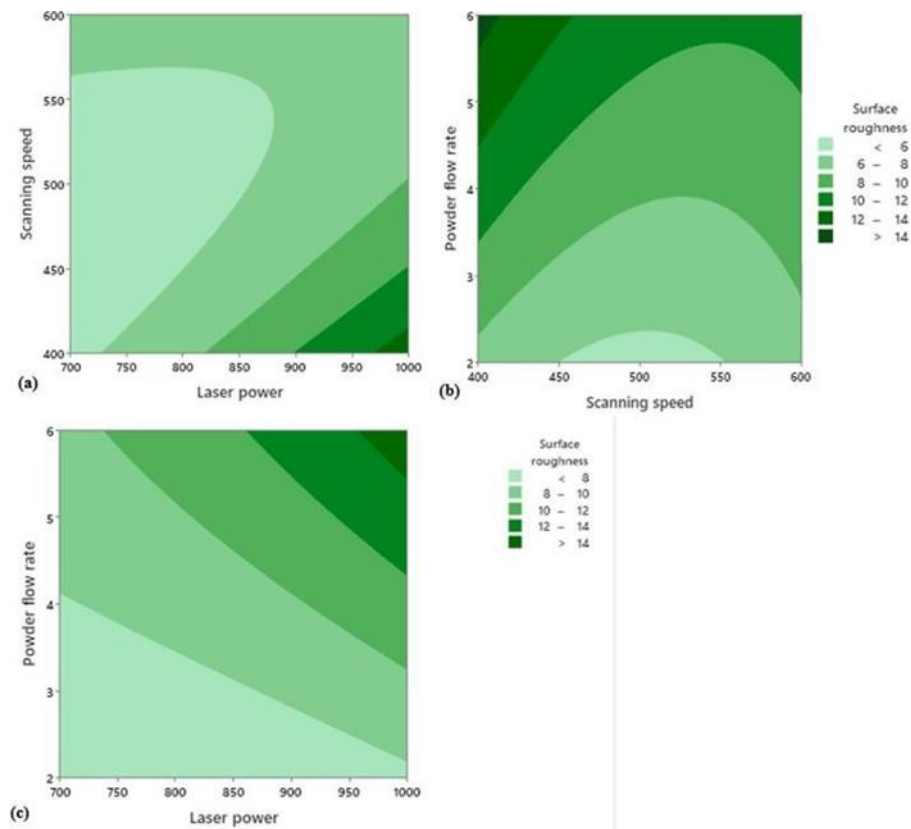 600
550
500
450
400
Scanning speed
700 750 800 850 900 950 1000
Laser power
(a)
6
5
4
3
2
Powder flow rate
400 450 500 550 600
Scanning speed
(b)
Surface
roughness
< 6
6 – 8
8 – 10
10 – 12
12 – 14
> 14
6
5
4
3
2
Powder flow rate
700 750 800 850 900 950 1000
Laser power
(c)
Surface
roughness
< 8
8 – 10
10 – 12
12 – 14
> 14